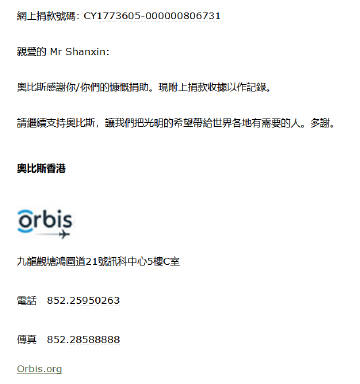 網上捐款號碼: CY1773605-000000806731
親愛的 Mr Shanxin:
奧比斯感謝你/你們的慷慨捐助。現附上捐款收據以作記錄。
請繼續支持奧比斯，讓我們把光明的希望帶給世界各地有需要的人。多謝。
奧比斯香港
orbis
九龍觀塘鴻圖道21號訊科中心5樓C室
電話 852.25950263
傳真 852.28588888
Orbis.org